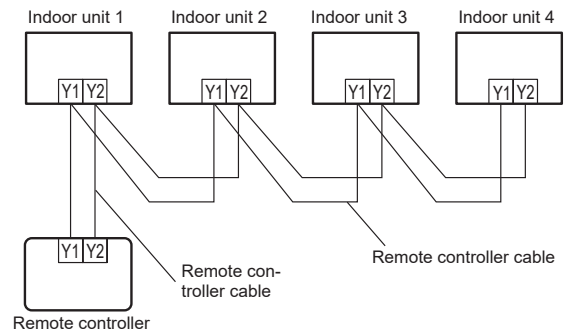 Indoor unit 1
Indoor unit 2
Indoor unit 3
Indoor unit 4
Y1 Y2
Y1 Y2
Y1 Y2
Y1 Y2
Y1 Y2
Remote controller cable
Remote con-
troller cable
Remote controller